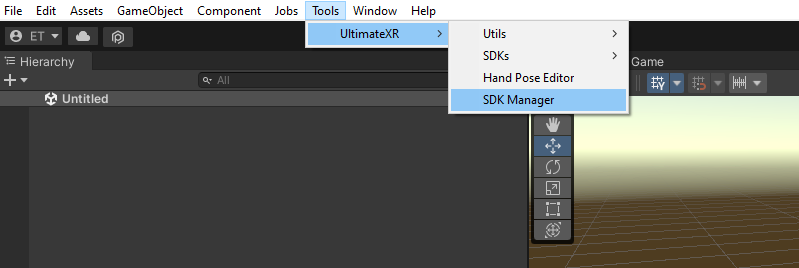 File Edit Assets GameObject Component Jobs Tools Window Help
ET
UltimateXR
Utils
SDKs
Hand Pose Editor
SDK Manager
Hierarchy
Game
All
Untitled